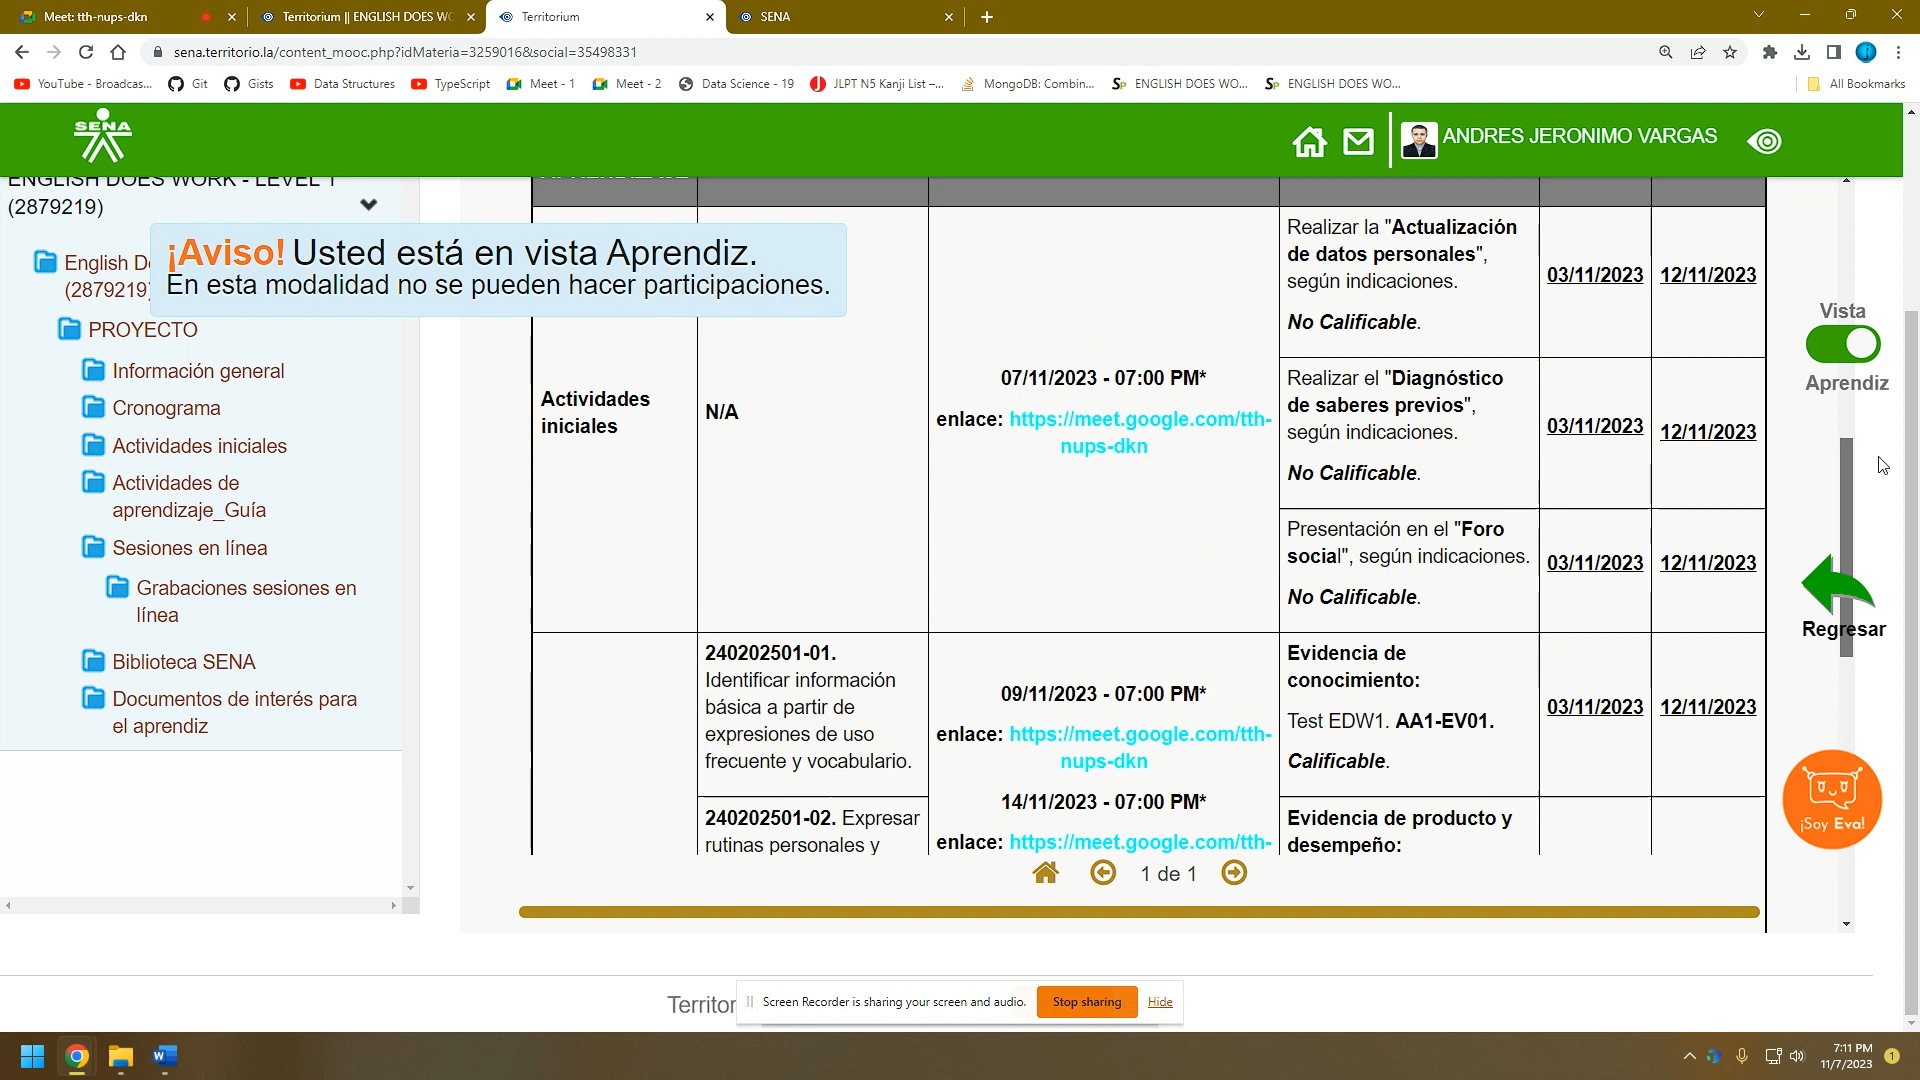 Meet: tth-nups-dkn
Territorium || ENGLISH DOES WO
Territorium
SENA
sena.territorio.la/content_mooc.php?idMateria=3259016&social=35498331
YouTube - Broadcas...
Git
Gists
Data Structures
TypeScript
Meet - 1
Meet - 2
Data Science - 19
JLPT N5 Kanji List –...
MongoDB: Combin...
ENGLISH DOES WO...
ENGLISH DOES WO...
All Bookmarks
SENA
ANDRES JERONIMO VARGAS
ENGLISH DOES WORK - LEVEL 1
(2879219)
English Do
(2879219)
¡Aviso! Usted está en vista Aprendiz.
En esta modalidad no se pueden hacer participaciones.
PROYECTO
Información general
Cronograma
Actividades iniciales
Actividades de
aprendizaje_Guía
Sesiones en línea
Grabaciones sesiones en
línea
Biblioteca SENA
Documentos de interés para
el aprendiz
Actividades
iniciales
N/A
07/11/2023 - 07:00 PM*
enlace: https://meet.google.com/tth-
nups-dkn
Realizar la "Actualización
de datos personales",
según indicaciones.
No Calificable.
03/11/2023
12/11/2023
Realizar el "Diagnóstico
de saberes previos",
según indicaciones.
No Calificable.
03/11/2023
12/11/2023
Presentación en el "Foro
social", según indicaciones.
No Calificable.
03/11/2023
12/11/2023
240202501-01.
Identificar información
básica a partir de
expresiones de uso
frecuente y vocabulario.
09/11/2023 - 07:00 PM*
enlace: https://meet.google.com/tth-
nups-dkn
14/11/2023 - 07:00 PM*
enlace: https://meet.google.com/tth-
Evidencia de
conocimiento:
Test EDW1. AA1-EV01.
Calificable.
03/11/2023
12/11/2023
240202501-02. Expresar
rutinas personales y
Evidencia de producto y
desempeño:
1 de 1
Vista
Aprendiz
Regresar
¡Soy Eva!
Territor
Screen Recorder is sharing your screen and audio.
Stop sharing
Hide
7:11 PM
11/7/2023
1